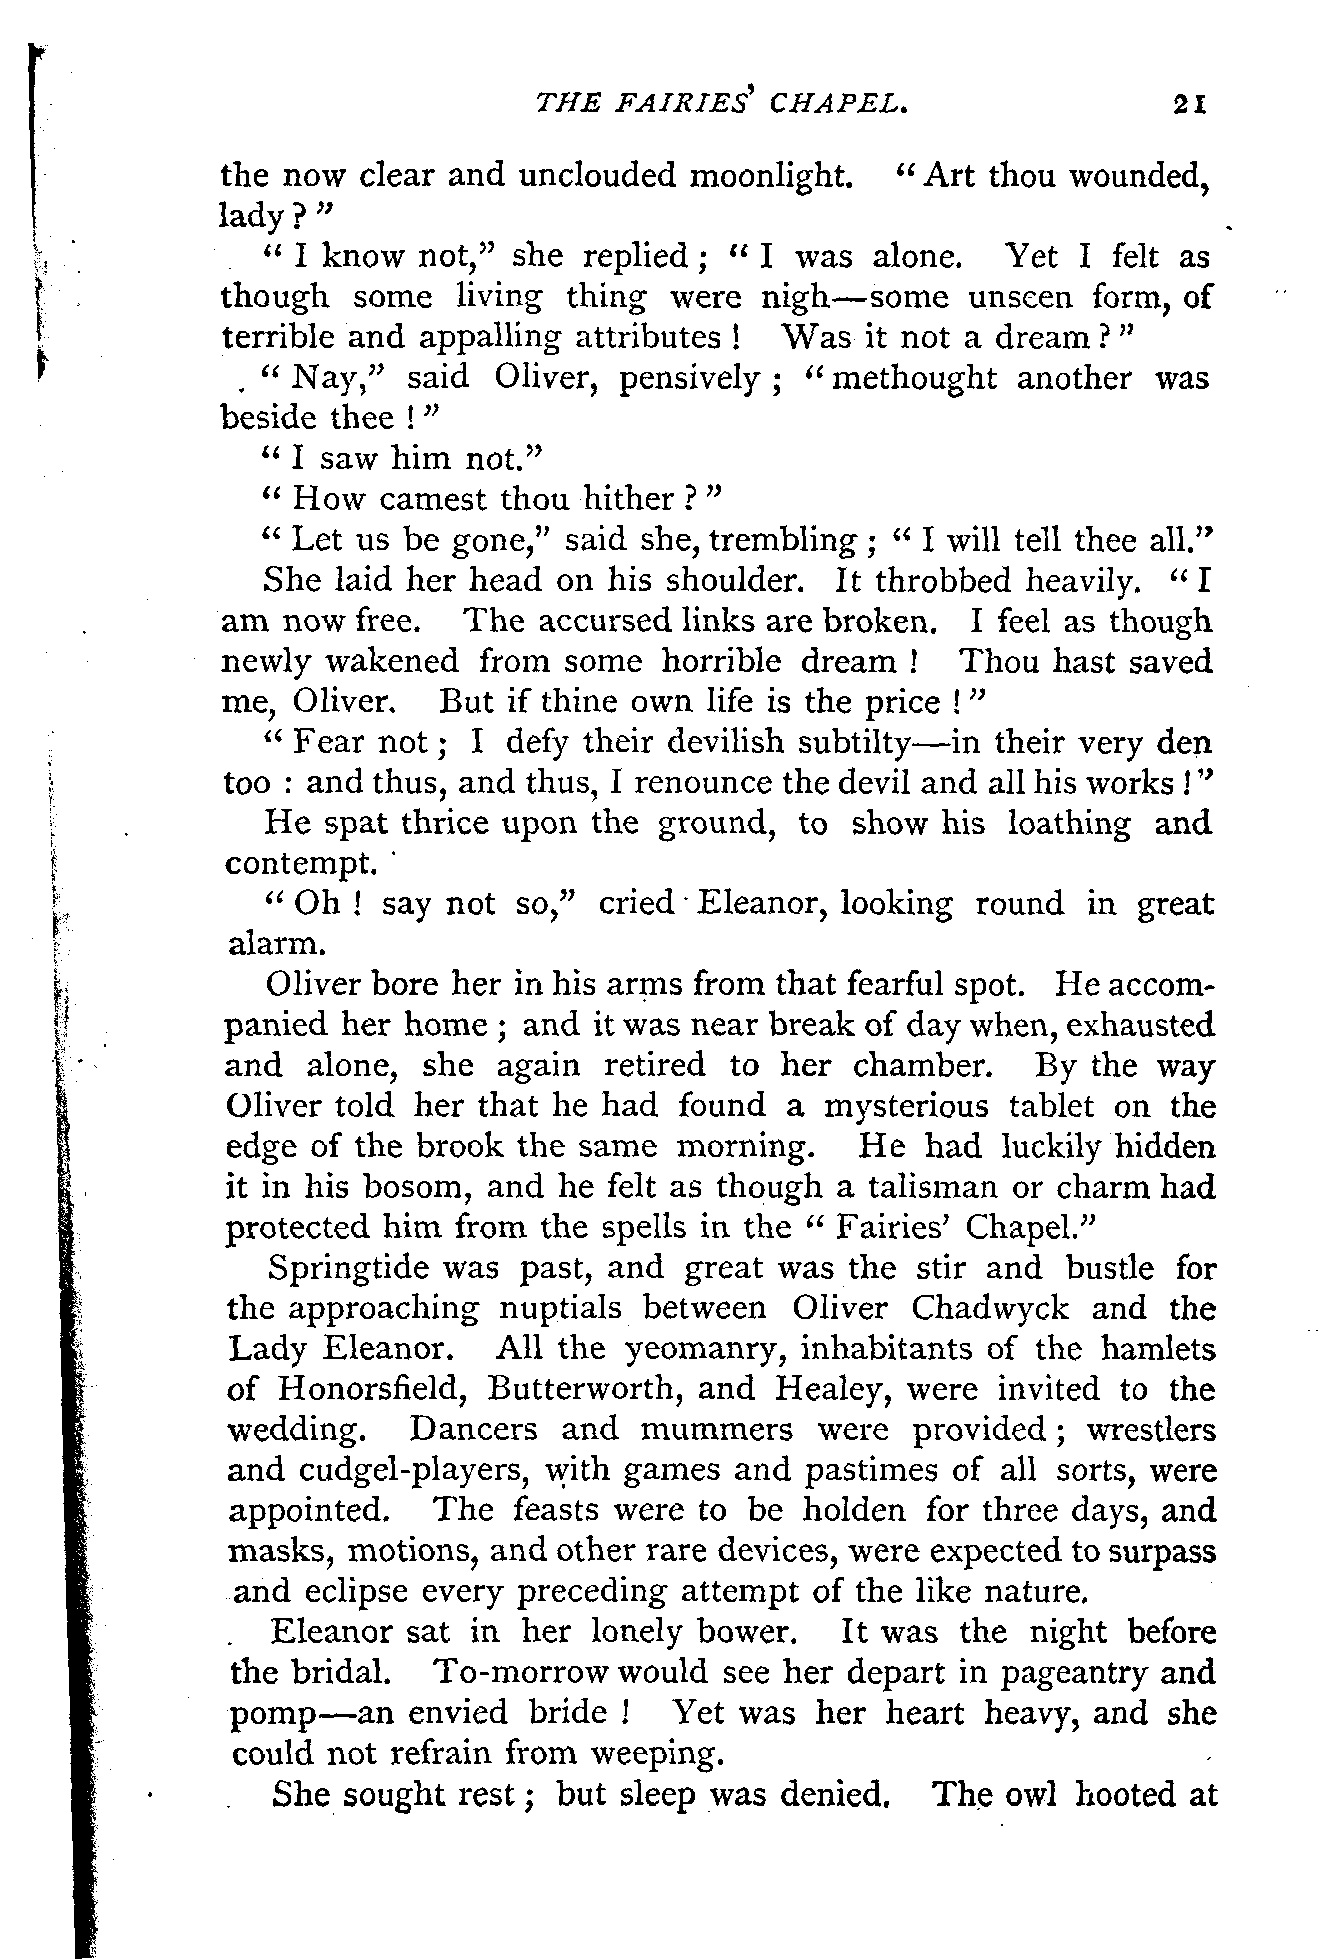 THE FAIRIES' CHAPEL. 21
the now clear and unclouded moonlight. “Art thou wounded,
lady?”
“I know not,” she replied; “I was alone. Yet I felt as
though some living thing were nigh—some unseen form, of
terrible and appalling attributes! Was it not a dream?”
“Nay,” said Oliver, pensively; “methought another was
beside thee!”
“I saw him not.”
“How camest thou hither?”
“Let us be gone,” said she, trembling; “I will tell thee all.”
She laid her head on his shoulder. It throbbed heavily. “I
am now free. The accursed links are broken. I feel as though
newly wakened from some horrible dream! Thou hast saved
me, Oliver. But if thine own life is the price!”
“Fear not; I defy their devilish subtilty—in their very den
too: and thus, and thus, I renounce the devil and all his works!”
He spat thrice upon the ground, to show his loathing and
contempt.
“Oh! say not so,” cried Eleanor, looking round in great
alarm.
Oliver bore her in his arms from that fearful spot. He accom-
panied her home; and it was near break of day when, exhausted
and alone, she again retired to her chamber. By the way
Oliver told her that he had found a mysterious tablet on the
edge of the brook the same morning. He had luckily hidden
it in his bosom, and he felt as though a talisman or charm had
protected him from the spells in the “Fairies' Chapel.”
Springtide was past, and great was the stir and bustle for
the approaching nuptials between Oliver Chadwyck and the
Lady Eleanor. All the yeomanry, inhabitants of the hamlets
of Honorsfield, Butterworth, and Healey, were invited to the
wedding. Dancers and mummers were provided; wrestlers
and cudgel-players, with games and pastimes of all sorts, were
appointed. The feasts were to be holden for three days, and
masks, motions, and other rare devices, were expected to surpass
and eclipse every preceding attempt of the like nature.
Eleanor sat in her lonely bower. It was the night before
the bridal. To-morrow would see her depart in pageantry and
pomp—an envied bride! Yet was her heart heavy, and she
could not refrain from weeping.
She sought rest; but sleep was denied. The owl hooted at